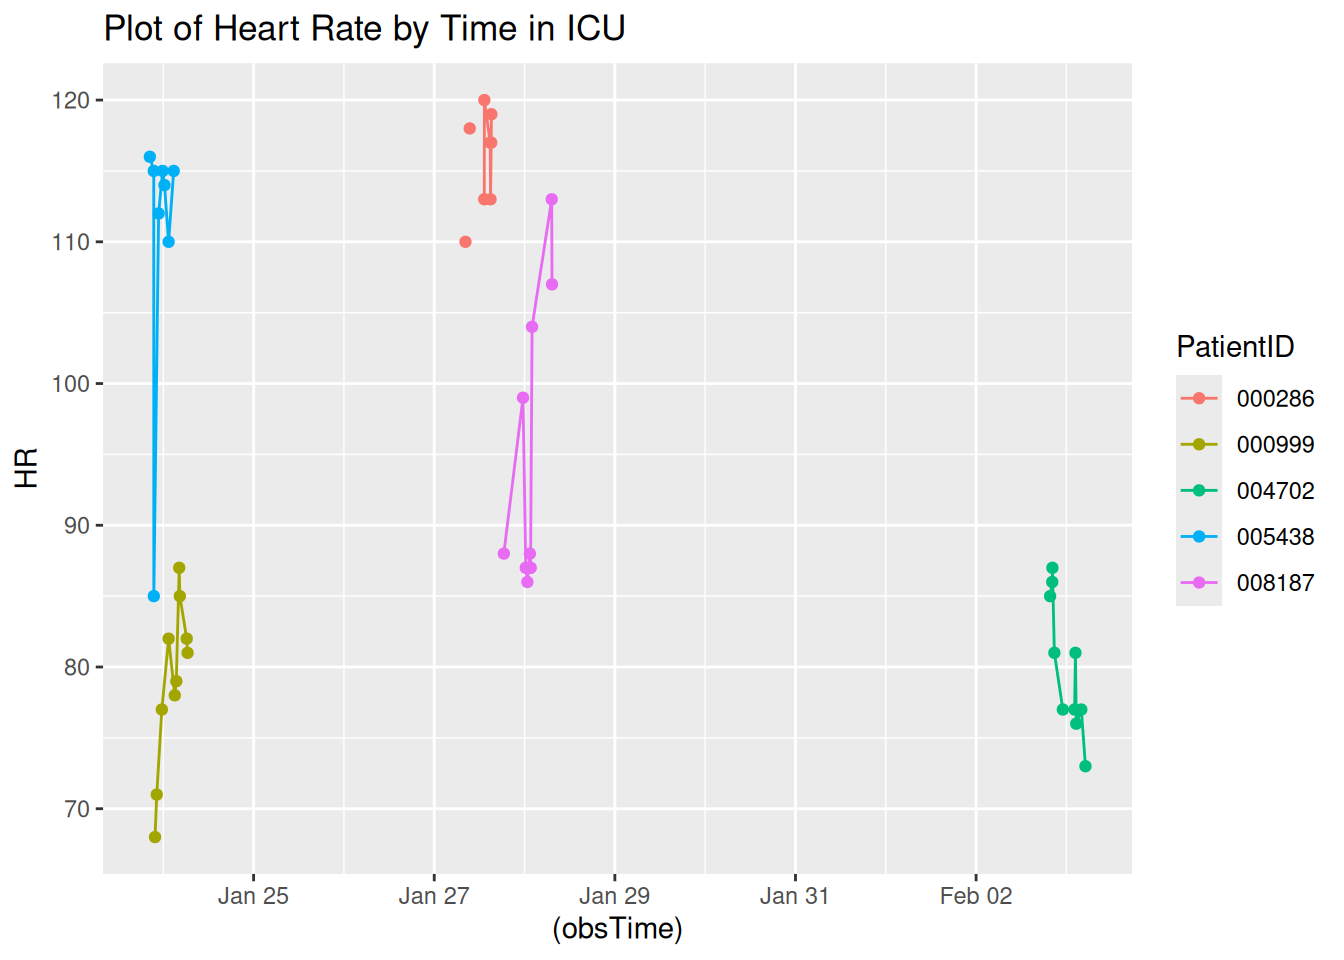 Plot of Heart Rate by Time in ICU
120
110
100
90
80
70
HR
Jan 25
Jan 27
Jan 29
Jan 31
Feb 02
(obsTime)
PatientID
000286
000999
004702
005438
008187